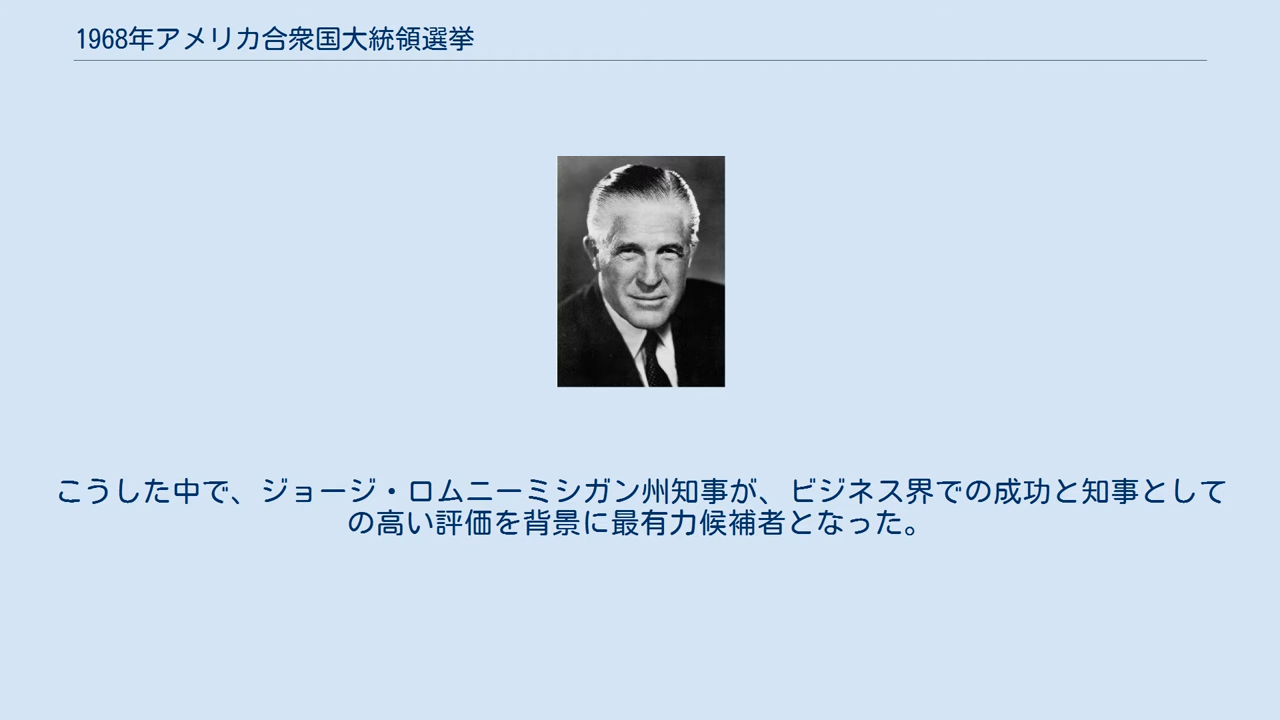 1968年アメリカ合衆国大統領選挙
こうした中で、ジョージ・ロムニーミシガン州知事が、ビジネス界での成功と知事として
の高い評価を背景に最有力候補者となった。